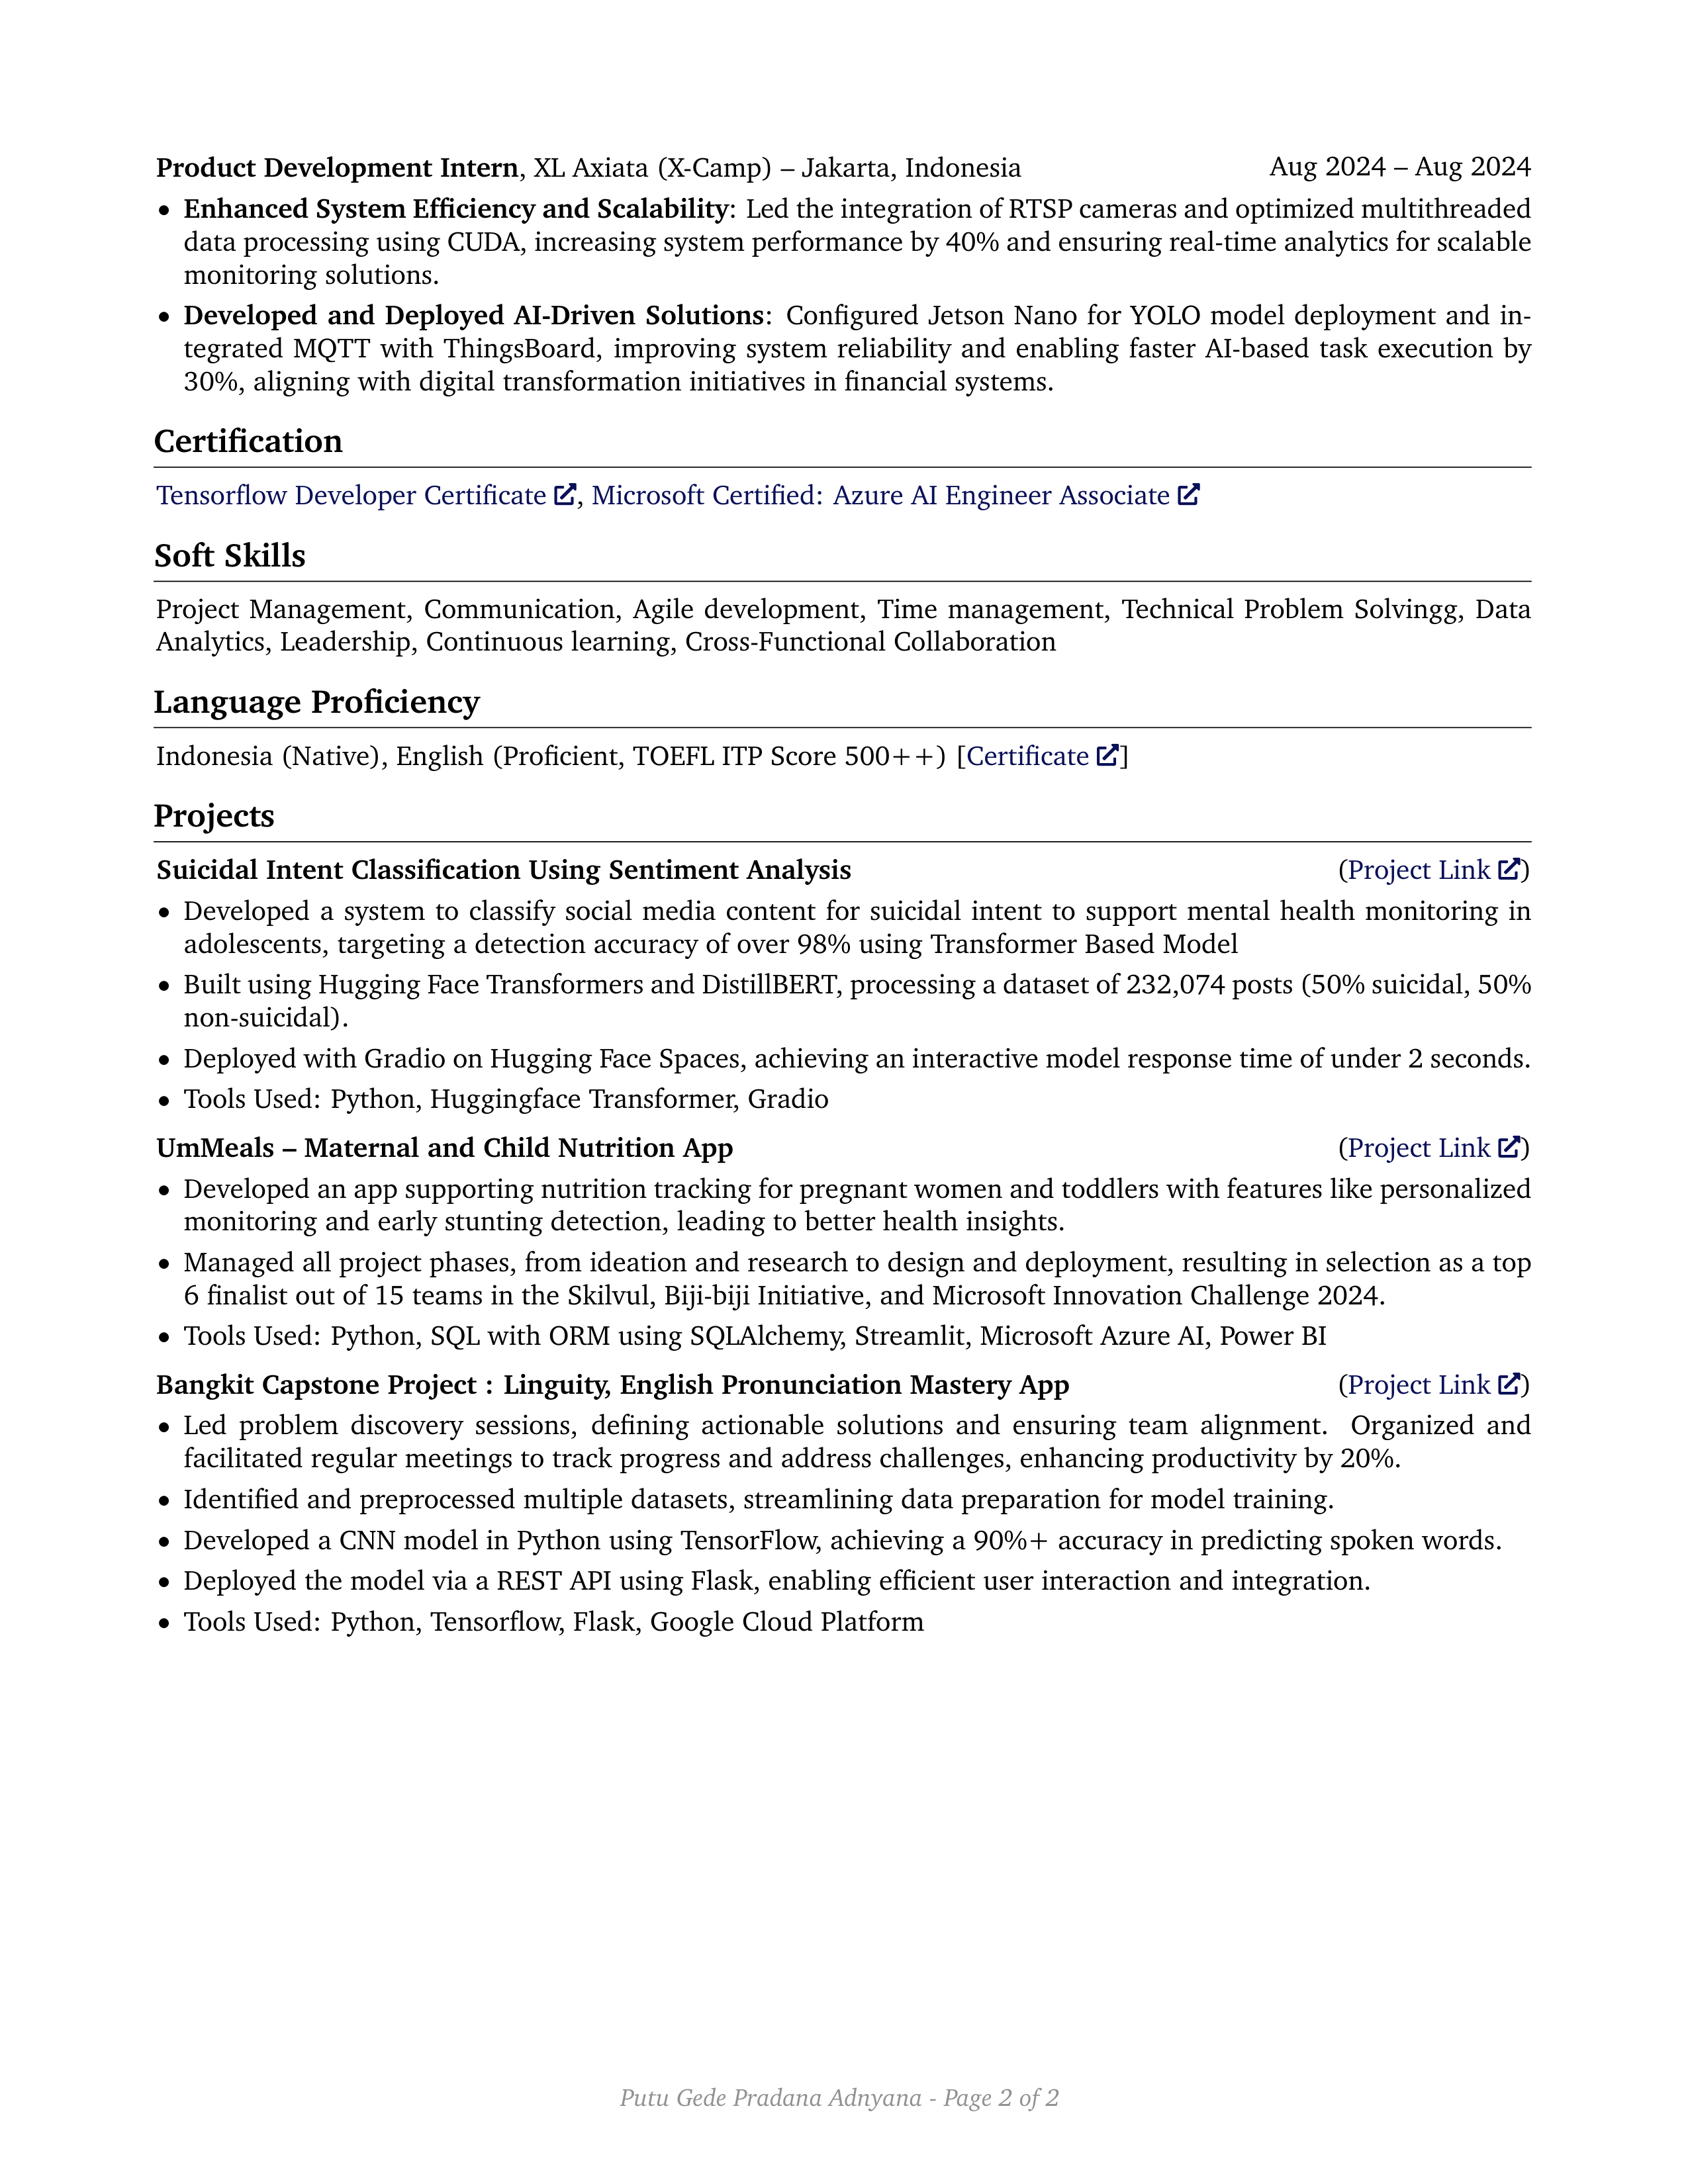 Product Development Intern, XL Axiata (X-Camp) – Jakarta, Indonesia Aug 2024 – Aug 2024
• Enhanced System Efficiency and Scalability: Led the integration of RTSP cameras and optimized multithreaded
data processing using CUDA, increasing system performance by 40% and ensuring real-time analytics for scalable
monitoring solutions.
• Developed and Deployed AI-Driven Solutions: Configured Jetson Nano for YOLO model deployment and in-
tegrated MQTT with ThingsBoard, improving system reliability and enabling faster AI-based task execution by
30%, aligning with digital transformation initiatives in financial systems.
Certification
Tensorflow Developer Certificate, Microsoft Certified: Azure AI Engineer Associate
Soft Skills
Project Management, Communication, Agile development, Time management, Technical Problem Solvingg, Data
Analytics, Leadership, Continuous learning, Cross-Functional Collaboration
Language Proficiency
Indonesia (Native), English (Proficient, TOEFL ITP Score 500++) [Certificate]
Projects
Suicidal Intent Classification Using Sentiment Analysis (Project Link)
• Developed a system to classify social media content for suicidal intent to support mental health monitoring in
adolescents, targeting a detection accuracy of over 98% using Transformer Based Model
• Built using Hugging Face Transformers and DistillBERT, processing a dataset of 232,074 posts (50% suicidal, 50%
non-suicidal).
• Deployed with Gradio on Hugging Face Spaces, achieving an interactive model response time of under 2 seconds.
• Tools Used: Python, Huggingface Transformer, Gradio
UmMeals – Maternal and Child Nutrition App (Project Link)
• Developed an app supporting nutrition tracking for pregnant women and toddlers with features like personalized
monitoring and early stunting detection, leading to better health insights.
• Managed all project phases, from ideation and research to design and deployment, resulting in selection as a top
6 finalist out of 15 teams in the Skilvul, Biji-biji Initiative, and Microsoft Innovation Challenge 2024.
• Tools Used: Python, SQL with ORM using SQLAlchemy, Streamlit, Microsoft Azure AI, Power BI
Bangkit Capstone Project : Linguity, English Pronunciation Mastery App (Project Link)
• Led problem discovery sessions, defining actionable solutions and ensuring team alignment. Organized and
facilitated regular meetings to track progress and address challenges, enhancing productivity by 20%.
• Identified and preprocessed multiple datasets, streamlining data preparation for model training.
• Developed a CNN model in Python using TensorFlow, achieving a 90%+ accuracy in predicting spoken words.
• Deployed the model via a REST API using Flask, enabling efficient user interaction and integration.
• Tools Used: Python, Tensorflow, Flask, Google Cloud Platform
Putu Gede Pradana Adnyana - Page 2 of 2